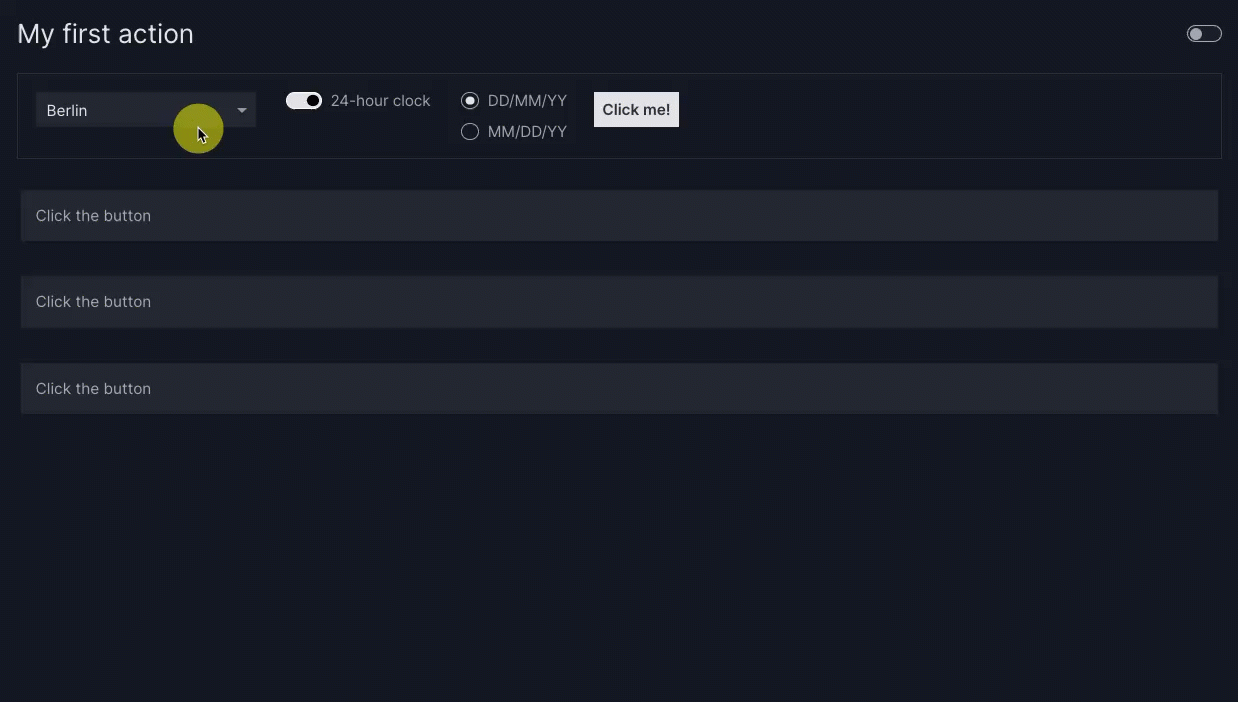 My first action
Berlin
24-hour clock
DD/MM/YY
Click me!
MM/DD/YY
Click the button
Click the button
Click the button